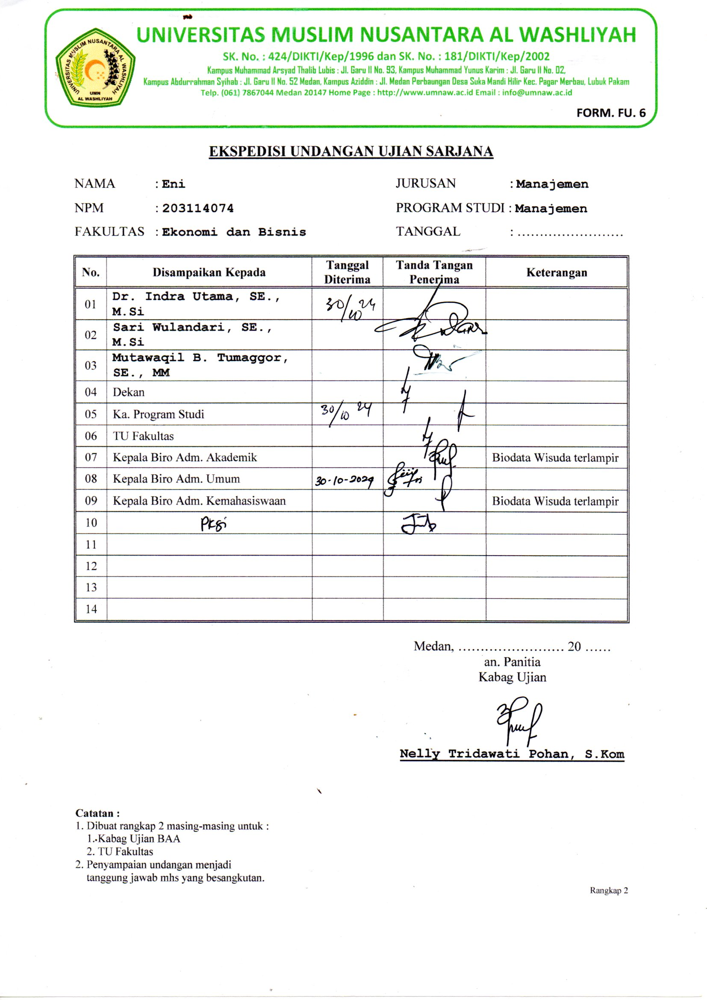 UNIVERSITAS MUSLIM NUSANTARA AL WASHLIYAH
UNIVERSITAS MUSLIM NUSANTARA AL WASHLIYAH
UMN
AL WASHLIYAH
SK. No. : 424/DIKTI/Kep/1996 dan SK. No. : 181/DIKTI/Kep/2002
Kampus Muhammad Arsyad Thalib Lubis : Jl. Garu II No. 93, Kampus Muhammad Yunus Karim : Jl. Garu II No. 02,
Kampus Abdurrahman Syihab : Jl. Garu II No. 52 Medan, Kampus Aziddin : Jl. Medan Perbaungan Desa Suka Mandi Hilir Kec. Pagar Merbau, Lubuk Pakam
Telp. (061) 7867044 Medan 20147 Home Page : http://www.umnaw.ac.id Email : info@umnaw.ac.id
FORM. FU. 6
EKSPEDISI UNDANGAN UJIAN SARJANA
NAMA : Eni JURUSAN : Manajemen
NPM : 203114074 PROGRAM STUDI : Manajemen
FAKULTAS : Ekonomi dan Bisnis TANGGAL : ........................
No. Disampaikan Kepada Tanggal Diterima Tanda Tangan Penerima Keterangan
01 Dr. Indra Utama, SE., M.Si 30/10 24
02 Sari Wulandari, SE., M.Si
03 Mutawaqil B. Tumaggor, SE., MM
04 Dekan
05 Ka. Program Studi 30/10 24
06 TU Fakultas
07 Kepala Biro Adm. Akademik Biodata Wisuda terlampir
08 Kepala Biro Adm. Umum 30-10-2024
09 Kepala Biro Adm. Kemahasiswaan Biodata Wisuda terlampir
10
11
12
13
14
Medan, ........................ 20 ......
an. Panitia
Kabag Ujian
Nelly Tridawati Pohan, S.Kom
Catatan :
1. Dibuat rangkap 2 masing-masing untuk :
1. Kabag Ujian BAA
2. TU Fakultas
2. Penyampaian undangan menjadi
tanggung jawab mhs yang besangkutan.
Rangkap 2